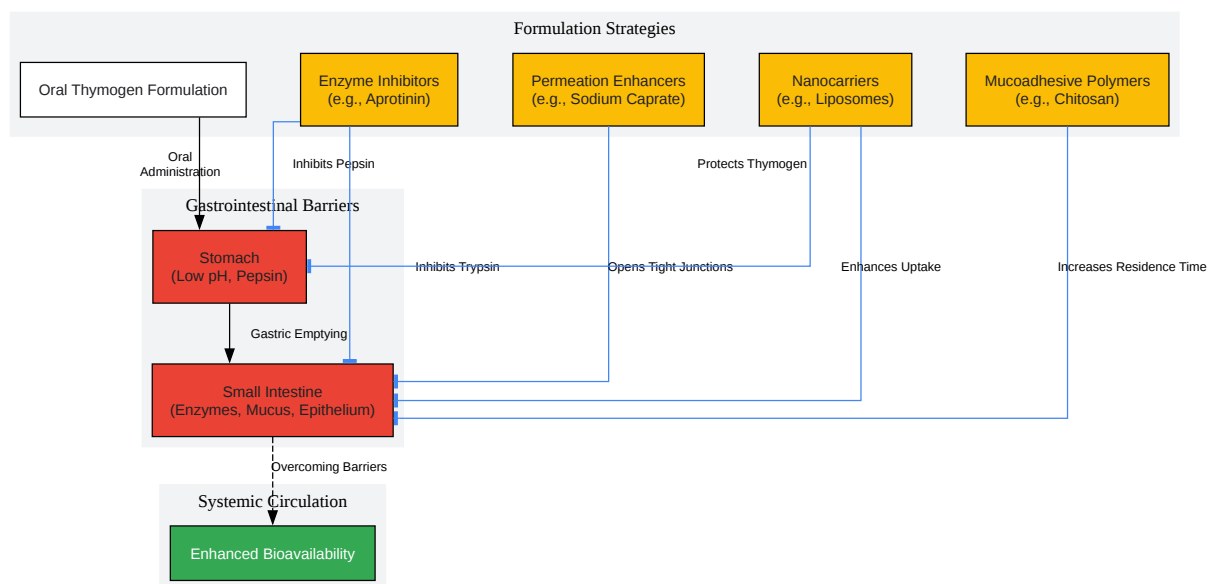 Formulation Strategies
Oral Thymogen Formulation
Enzyme Inhibitors
(e.g., Aprotinin)
Permeation Enhancers
(e.g., Sodium Caprate)
Nanocarriers
(e.g., Liposomes)
Mucoadhesive Polymers
(e.g., Chitosan)
Oral
Administration
Inhibits Pepsin
Protects Thymogen
Gastrointestinal Barriers
Stomach
(Low pH, Pepsin)
Inhibits Trypsin
Opens Tight Junctions
Enhances Uptake
Increases Residence Time
Gastric Emptying
Small Intestine
(Enzymes, Mucus, Epithelium)
Overcoming Barriers
Systemic Circulation
Enhanced Bioavailability